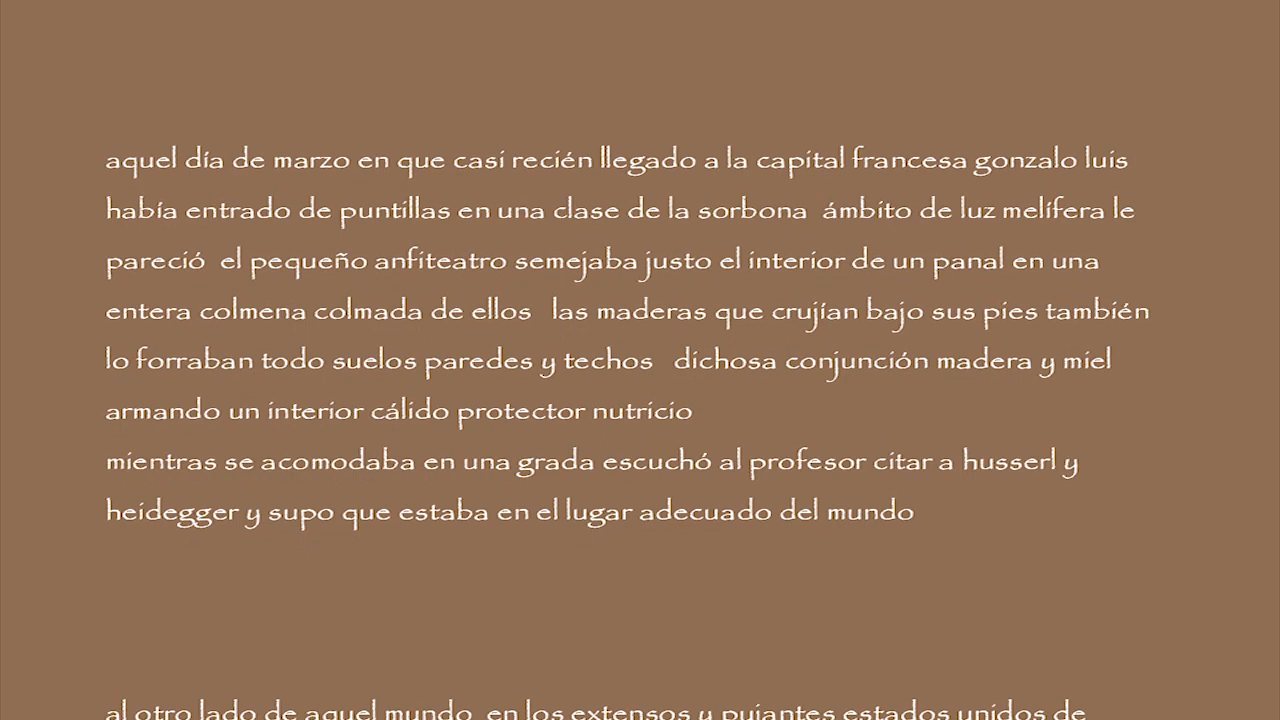 aquel día de marzo en que casi recién llegado a la capital francesa gonzalo luis
había entrado de puntillas en una clase de la sorbona  ámbito de luz melífera le
pareció  el pequeño anfiteatro semejaba justo el interior de un panal en una
entera colmena colmada de ellos   las maderas que crujían bajo sus pies también
lo forraban todo suelos paredes y techos   dichosa conjunción madera y miel
armando un interior cálido protector nutricio
mientras se acomodaba en una grada escuchó al profesor citar a husserl y
heidegger y supo que estaba en el lugar adecuado del mundo
al otro lado de aquel mundo  en los extensos y pujantes estados unidos de